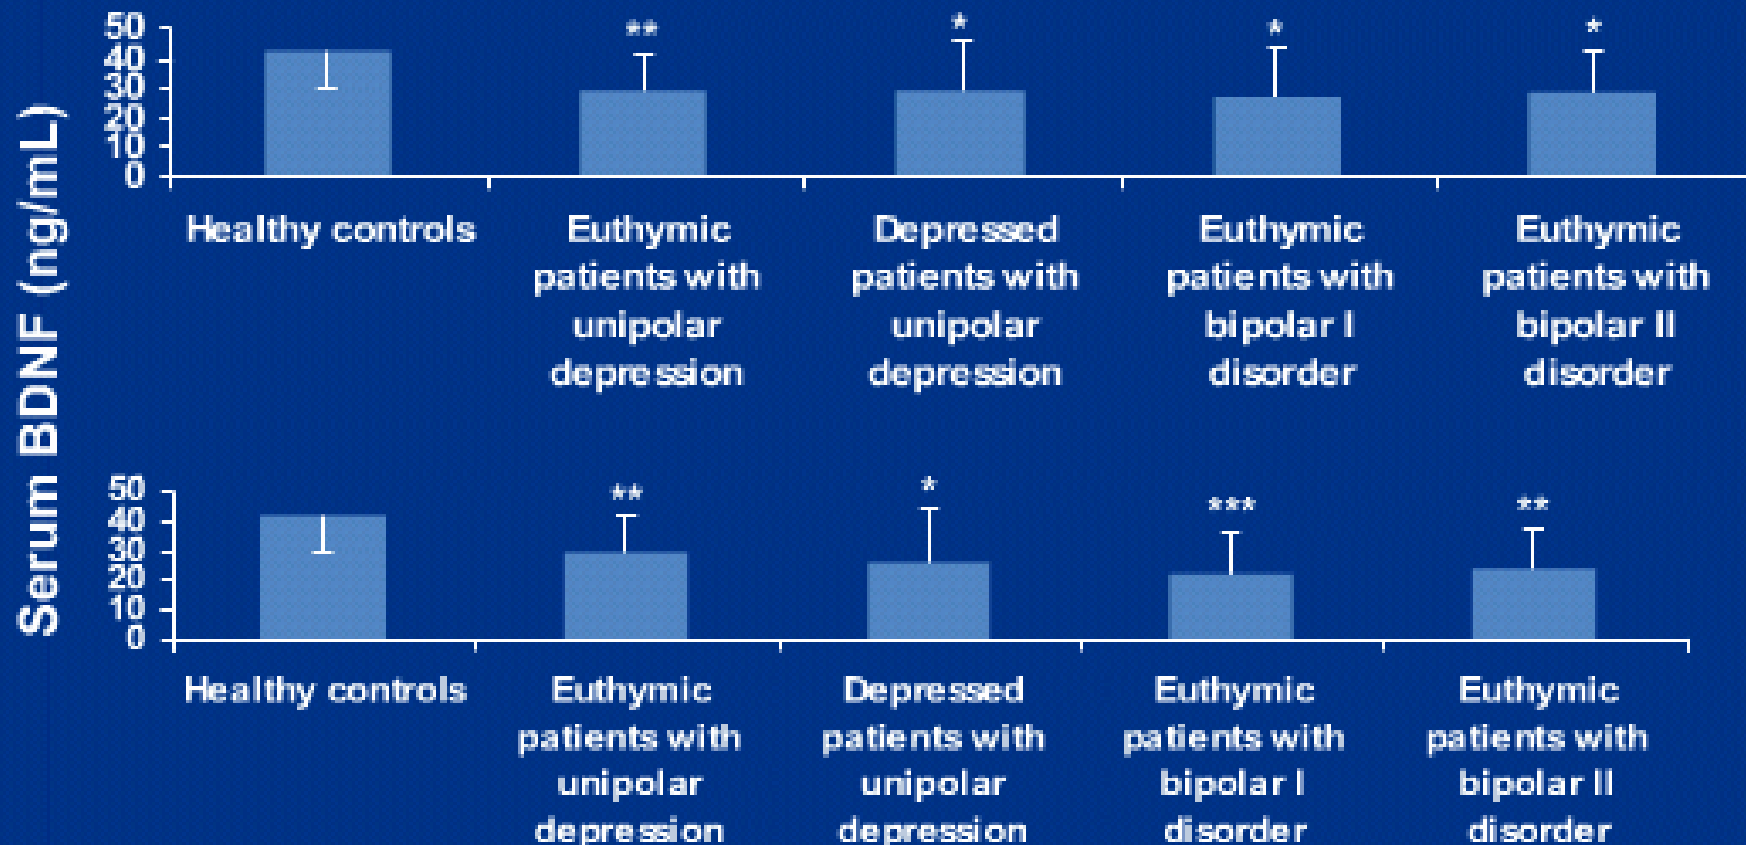 Serum BDNF (ng/mL)
50
40
30
20
10
0
**
*
*
*
Healthy controls
Euthymic
patients with
unipolar
depression
Depressed
patients with
unipolar
depression
Euthymic
patients with
bipolar I
disorder
Euthymic
patients with
bipolar II
disorder
50
40
30
20
10
0
**
*
***
**
Healthy controls
Euthymic
patients with
unipolar
depression
Depressed
patients with
unipolar
depression
Euthymic
patients with
bipolar I
disorder
Euthymic
patients with
bipolar II
disorder